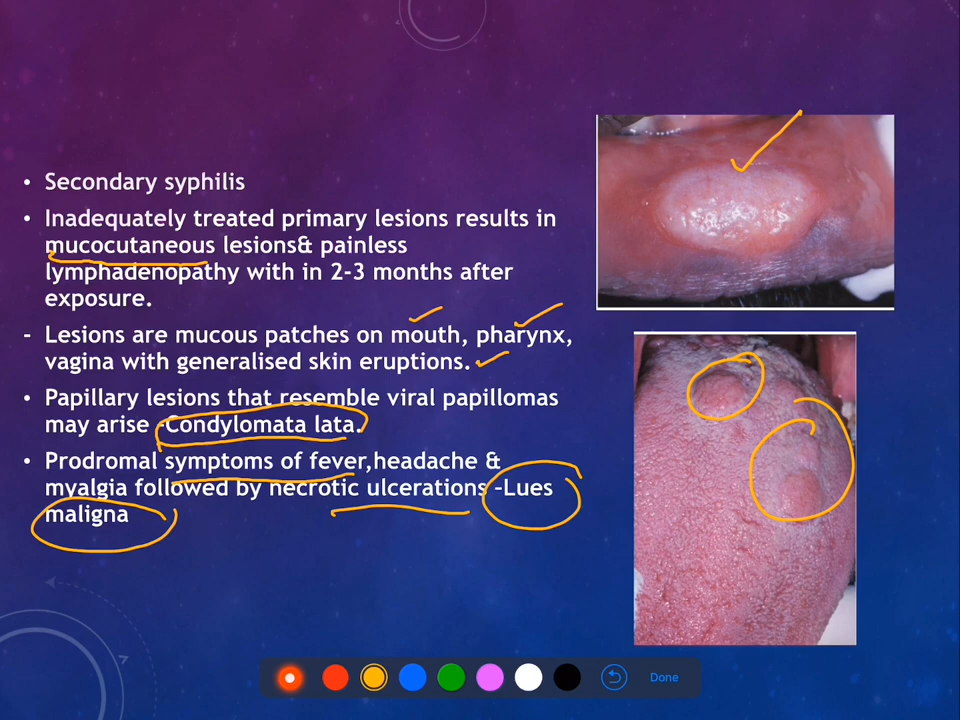 Secondary syphilis
Inadequately treated primary lesions results in
mucocutaneous lesions& painless
lymphadenopathy with in 2-3 months after
exposure.
- Lesions are mucous patches on mouth, pharynx,
vagina with generalised skin eruptions.
Papillary lesions that resemble viral papillomas
may arise -Condylomata lata.
Prodromal symptoms of fever,headache &
myalgia followed by necrotic ulcerations -Lues
maligna
Done